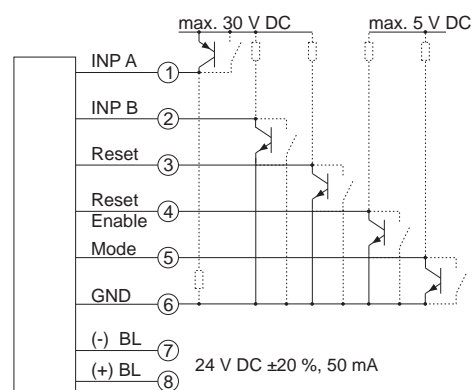 max. 30 V DC
max. 5 V DC
INP A
1
INP B
2
Reset
3
Reset
Enable
4
Mode
5
GND
6
(-) BL
7
(+) BL
8
24 V DC ±20 %, 50 mA